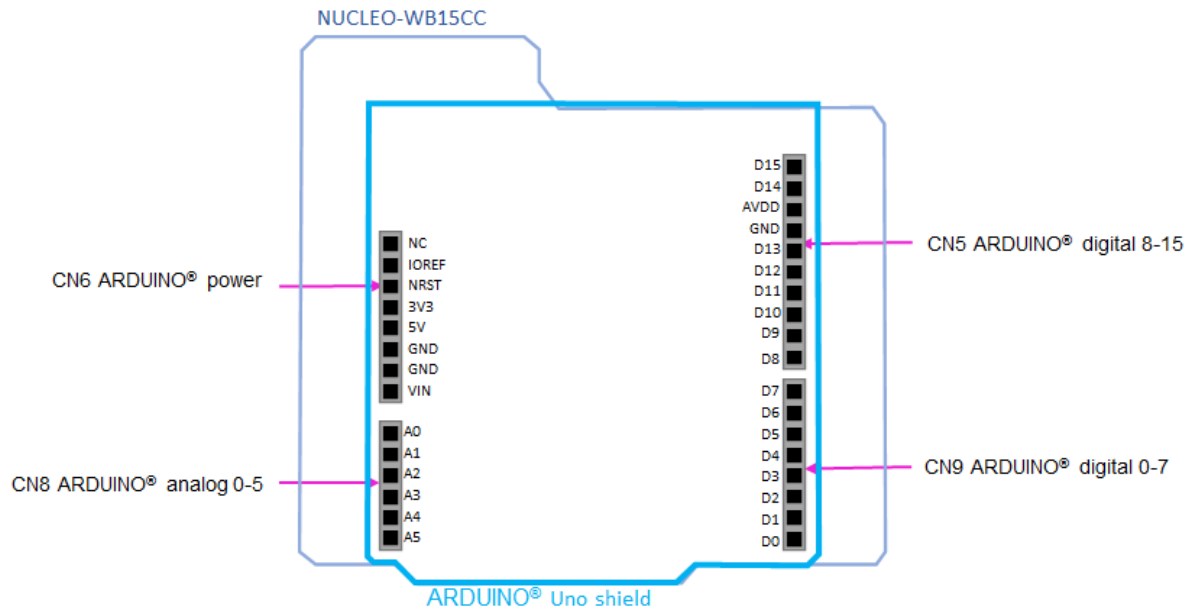 NUCLEO-WB15CC
CN6 ARDUINO® power
NC
IOREF
NRST
3V3
5V
GND
GND
VIN
CN8 ARDUINO® analog 0-5
A0
A1
A2
A3
A4
A5
D15
D14
AVDD
GND
D13
D12
D11
D10
D9
D8
CN5 ARDUINO® digital 8-15
D7
D6
D5
D4
D3
D2
D1
D0
CN9 ARDUINO® digital 0-7
ARDUINO® Uno shield